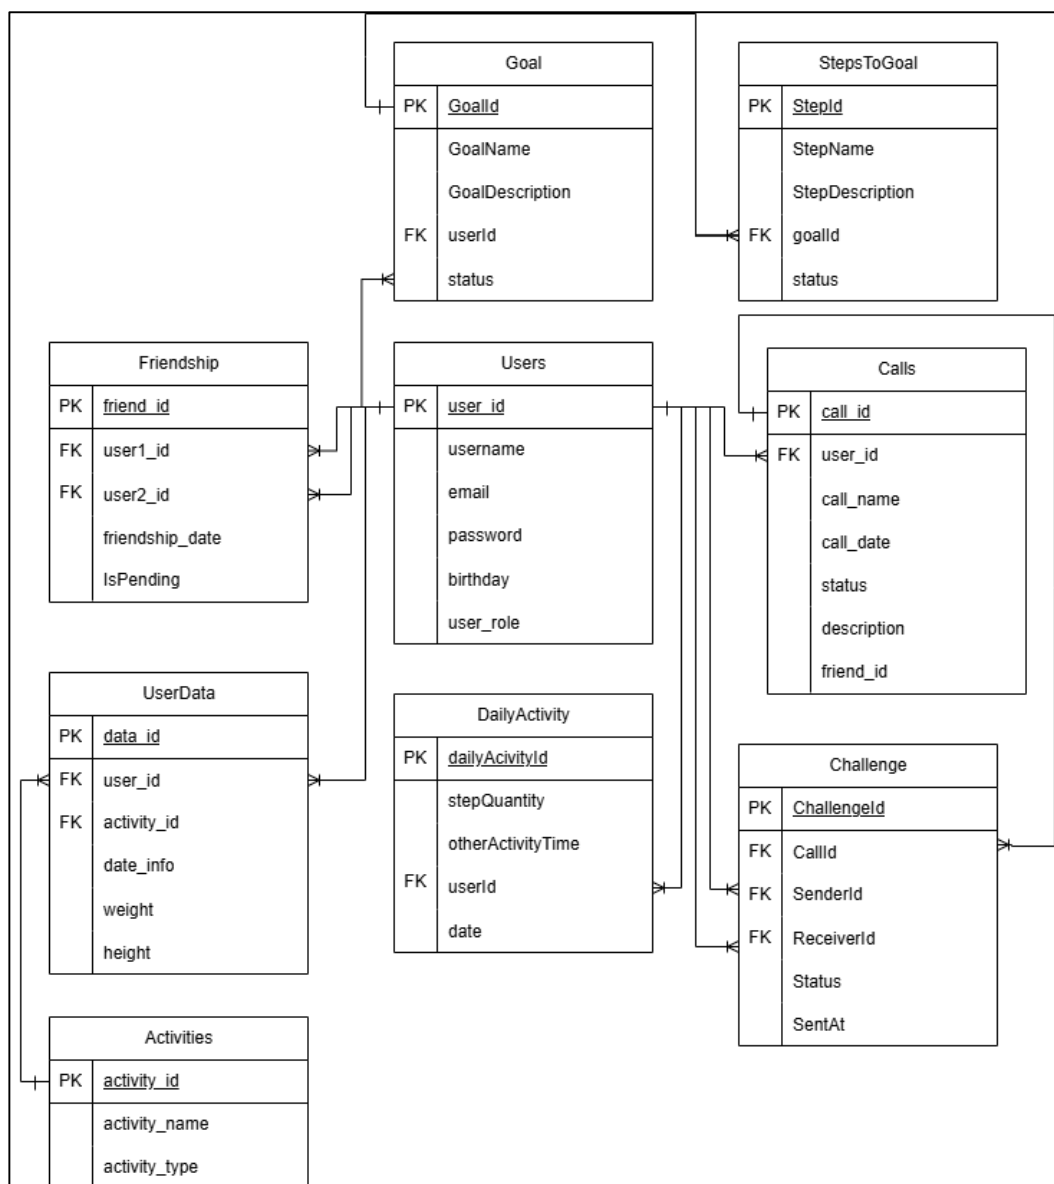 Goal
PK GoalId
GoalName
GoalDescription
FK userId
status
StepsToGoal
PK StepId
StepName
StepDescription
FK goalId
status
Friendship
PK friend_id
FK user1_id
FK user2_id
friendship_date
IsPending
Users
PK user_id
username
email
password
birthday
user_role
Calls
PK call_id
FK user_id
call_name
call_date
status
description
friend_id
UserData
PK data_id
FK user_id
FK activity_id
date_info
weight
height
DailyActivity
PK dailyAcivityId
stepQuantity
otherActivityTime
FK userId
date
Challenge
PK ChallengeId
FK CallId
FK SenderId
FK ReceiverId
Status
SentAt
Activities
PK activity_id
activity_name
activity_type